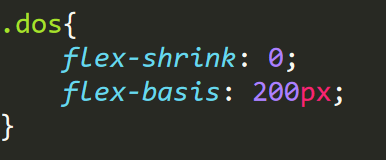 .dos{
    flex-shrink: 0;
    flex-basis: 200px;
}